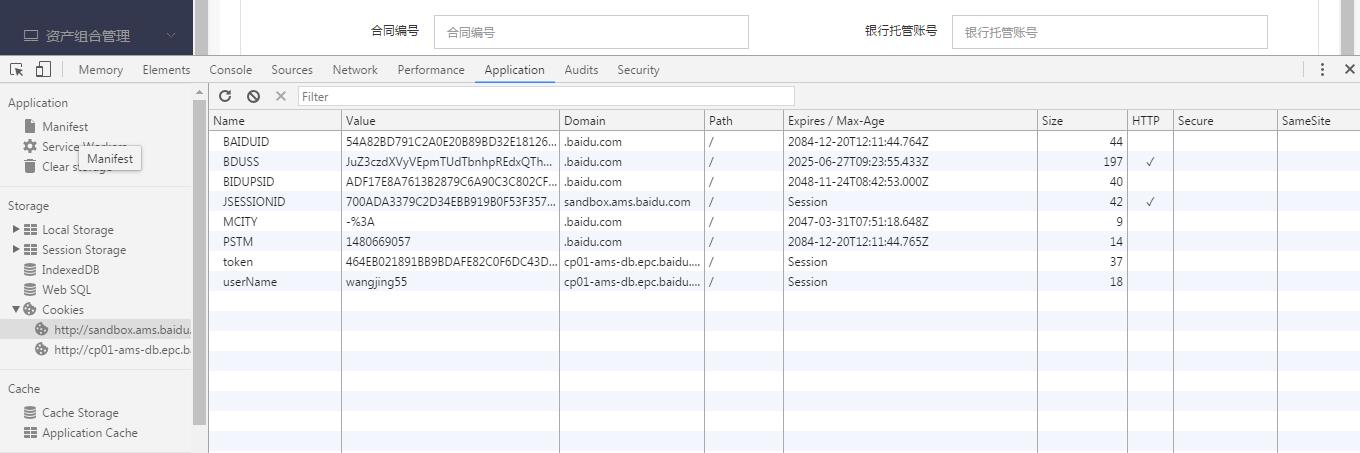 资产组合管理
合同编号 合同编号 银行托管账号 银行托管账号
Memory Elements Console Sources Network Performance Application Audits Security
Application
Manifest
Service Workers
Manifest
Clear storage
Storage
Local Storage
Session Storage
IndexedDB
Web SQL
Cookies
http://sandbox.ams.baidu.
http://cp01-ams-db.epc.b
Cache
Cache Storage
Application Cache
Filter
Name Value Domain Path Expires / Max-Age Size HTTP Secure SameSite
BAIDUID 54A82BD791C2A0E20B89BD32E18126... .baidu.com / 2084-12-20T12:11:44.764Z 44
BDUSS JuZ3czdXVyVEpmTUdTbnhpREdxQTh... .baidu.com / 2025-06-27T09:23:55.433Z 197 ✓
BIDUPSID ADF17E8A7613B2879C6A90C3C802CF... .baidu.com / 2048-11-24T08:42:53.000Z 40
JSESSIONID 700ADA3379C2D34EBB919B0F53F357... sandbox.ams.baidu.com / Session 42 ✓
MCITY -%3A .baidu.com / 2047-03-31T07:51:18.648Z 9
PSTM 1480669057 .baidu.com / 2084-12-20T12:11:44.765Z 14
token 464EB021891BB9BDAFE82C0F6DC43D... cp01-ams-db.epc.baidu.... / Session 37
userName wangjing55 cp01-ams-db.epc.baidu.... / Session 18